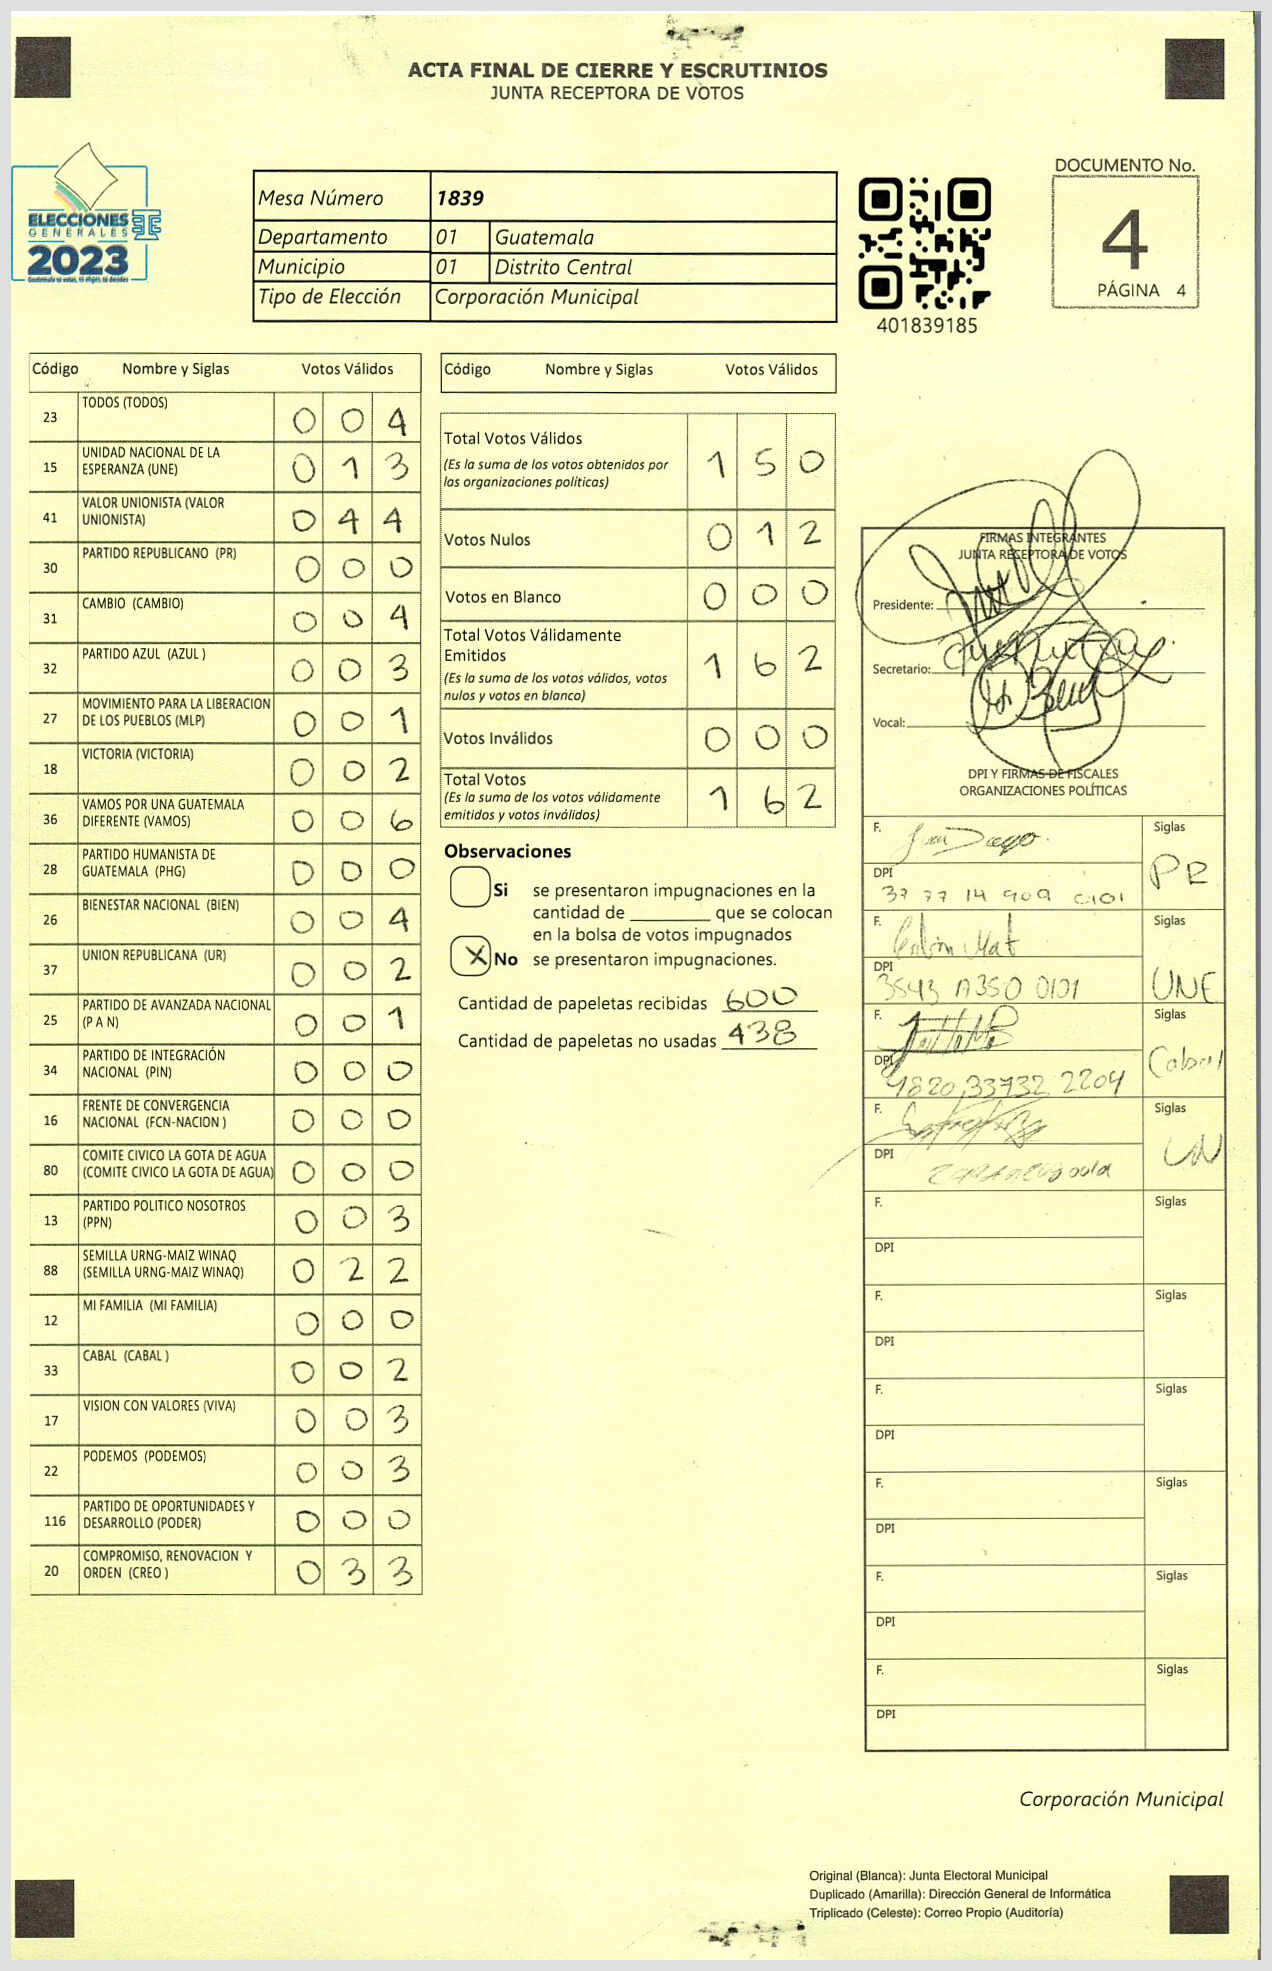 ACTA FINAL DE CIERRE Y ESCRUTINIOS
JUNTA RECEPTORA DE VOTOS
ELECCIONES
GENERALES
2023
Mesa Número 1839
Departamento 01 Guatemala
Municipio 01 Distrito Central
Tipo de Elección Corporación Municipal
401839185
DOCUMENTO No.
4
PÁGINA 4
Código Nombre y Siglas Votos Válidos
23 TODOS (TODOS) 0 0 4
15 UNIDAD NACIONAL DE LA
ESPERANZA (UNE) 0 1 3
41 VALOR UNIONISTA (VALOR
UNIONISTA) 0 4 4
30 PARTIDO REPUBLICANO (PR) 0 0 0
31 CAMBIO (CAMBIO) 0 0 4
32 PARTIDO AZUL (AZUL ) 0 0 3
27 MOVIMIENTO PARA LA LIBERACION
DE LOS PUEBLOS (MLP) 0 0 1
18 VICTORIA (VICTORIA) 0 0 2
36 VAMOS POR UNA GUATEMALA
DIFERENTE (VAMOS) 0 0 6
28 PARTIDO HUMANISTA DE
GUATEMALA (PHG) 0 0 0
26 BIENESTAR NACIONAL (BIEN) 0 0 4
37 UNION REPUBLICANA (UR) 0 0 2
25 PARTIDO DE AVANZADA NACIONAL
(P A N) 0 0 1
34 PARTIDO DE INTEGRACIÓN
NACIONAL (PIN) 0 0 0
16 FRENTE DE CONVERGENCIA
NACIONAL (FCN-NACION ) 0 0 0
80 COMITE CIVICO LA GOTA DE AGUA
(COMITE CIVICO LA GOTA DE AGUA) 0 0 0
13 PARTIDO POLITICO NOSOTROS
(PPN) 0 0 3
88 SEMILLA URNG-MAIZ WINAQ
(SEMILLA URNG-MAIZ WINAQ) 0 2 2
12 MI FAMILIA (MI FAMILIA) 0 0 0
33 CABAL (CABAL ) 0 0 2
17 VISION CON VALORES (VIVA) 0 0 3
22 PODEMOS (PODEMOS) 0 0 3
116 PARTIDO DE OPORTUNIDADES Y
DESARROLLO (PODER) 0 0 0
20 COMPROMISO, RENOVACION Y
ORDEN (CREO ) 0 3 3
Código Nombre y Siglas Votos Válidos
Total Votos Válidos
(Es la suma de los votos obtenidos por
las organizaciones políticas) 1 5 0
Votos Nulos 0 1 2
Votos en Blanco 0 0 0
Total Votos Válidamente
Emitidos
(Es la suma de los votos válidos, votos
nulos y votos en blanco) 1 6 2
Votos Inválidos 0 0 0
Total Votos
(Es la suma de los votos válidamente
emitidos y votos inválidos) 1 6 2
Observaciones
Si se presentaron impugnaciones en la
cantidad de ________ que se colocan
en la bolsa de votos impugnados
X No se presentaron impugnaciones.
Cantidad de papeletas recibidas 600
Cantidad de papeletas no usadas 438
FIRMAS INTEGRANTES
JUNTA RECEPTORA DE VOTOS
Presidente:
Secretario:
Vocal:
DPI Y FIRMAS DE FISCALES
ORGANIZACIONES POLÍTICAS
F. Siglas
DPI PR
37 77 14 909 0101
F. Siglas
DPI UNE
F. Siglas
DPI Cabal
9820 33732 2204
F. Siglas
DPI
F. Siglas
DPI
F. Siglas
DPI
F. Siglas
DPI
F. Siglas
DPI
F. Siglas
DPI
F. Siglas
DPI
Corporación Municipal
Original (Blanca): Junta Electoral Municipal
Duplicado (Amarilla): Dirección General de Informática
Triplicado (Celeste): Correo Propio (Auditoría)